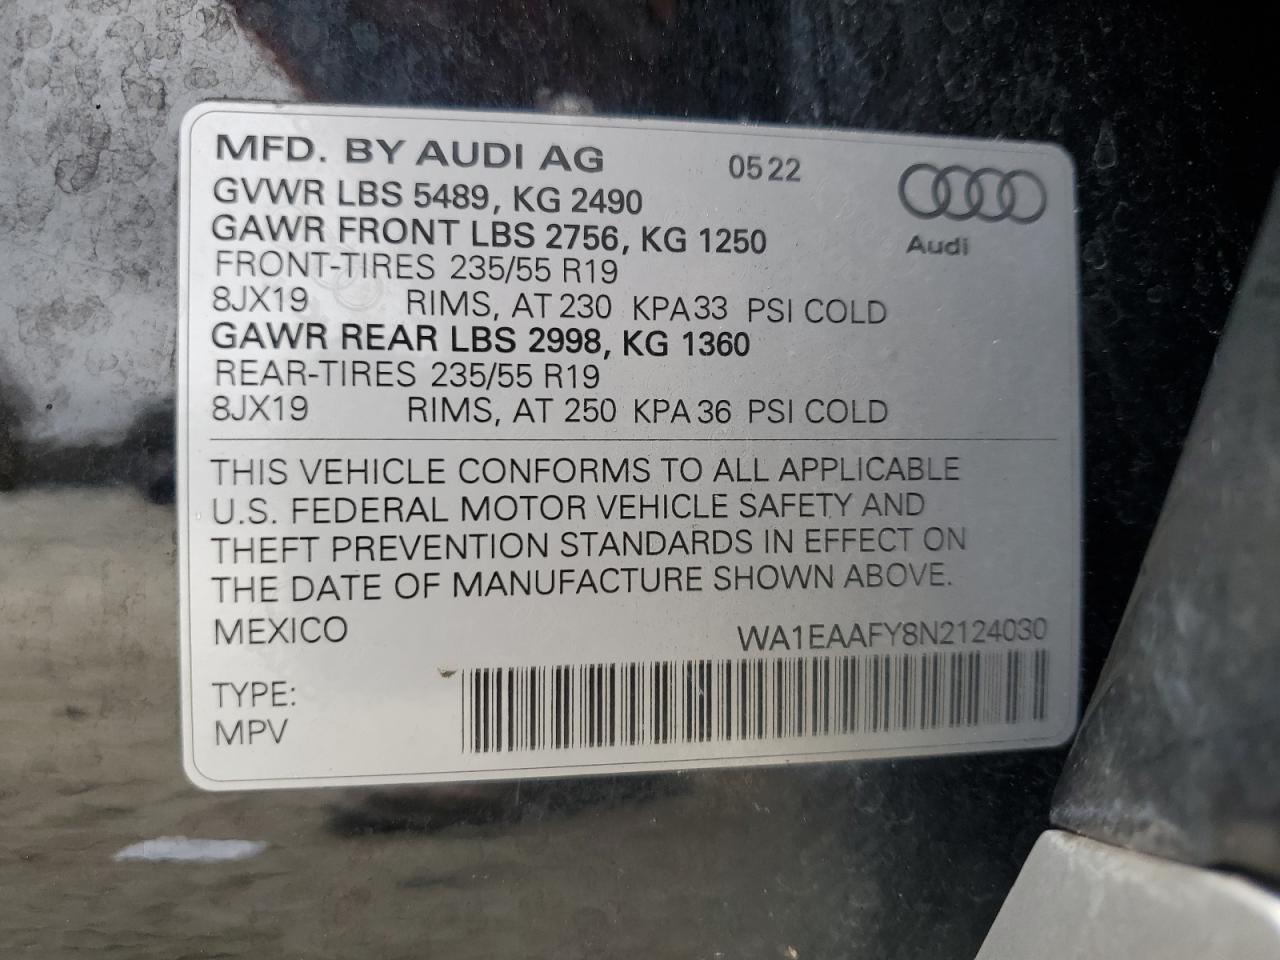 MFD. BY AUDI AG 0522
GVWR LBS 5489, KG 2490
GAWR FRONT LBS 2756, KG 1250
Audi
FRONT-TIRES 235/55 R19
8JX19 RIMS, AT 230 KPA33 PSI COLD
GAWR REAR LBS 2998, KG 1360
REAR-TIRES 235/55 R19
8JX19 RIMS, AT 250 KPA36 PSI COLD
THIS VEHICLE CONFORMS TO ALL APPLICABLE
U.S. FEDERAL MOTOR VEHICLE SAFETY AND
THEFT PREVENTION STANDARDS IN EFFECT ON
THE DATE OF MANUFACTURE SHOWN ABOVE.
MEXICO WA1EAAFY8N2124030
TYPE:
MPV